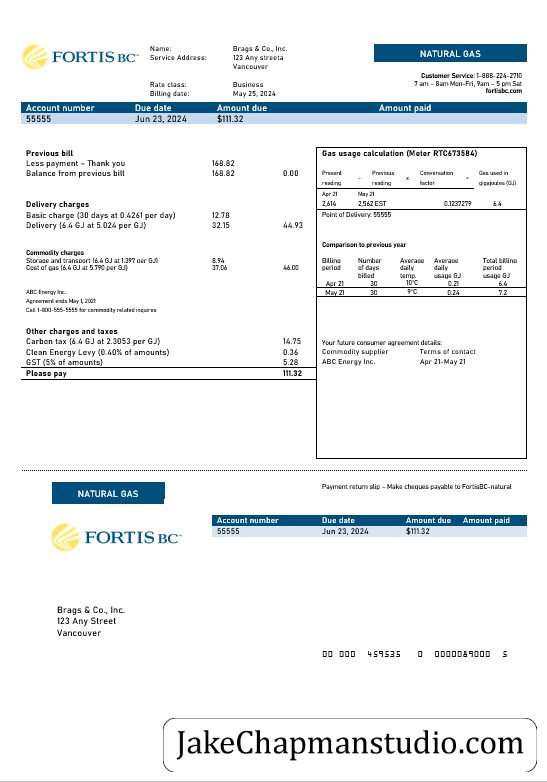 FORTIS BC™
Name: Brags & Co., Inc.
Service Address: 123 Any streeta
Vancouver
Rate class: Business
Billing date: May 25, 2024
NATURAL GAS
Customer Service: 1-888-224-2710
7 am – 8am Mon-Fri, 9am – 5 pm Sat
fortisbc.com
Account number Due date Amount due Amount paid
55555 Jun 23, 2024 $111.32
Previous bill
Less payment – Thank you 168.82
Balance from previous bill 168.82 0.00
Delivery charges
Basic charge (30 days at 0.4261 per day) 12.78
Delivery (6.4 GJ at 5.024 per GJ) 32.15 44.93
Commodity charges
Storage and transport (6.4 GJ at 1.397 per GJ) 8.94
Cost of gas (6.4 GJ at 5.790 per GJ) 37.06 46.00
ABC Energy Inc.
Agreement ends May 1, 2021
Call 1-800-555-5555 for commodity related inquires
Other charges and taxes
Carbon tax (6.4 GJ at 2.3053 per GJ) 14.75
Clean Energy Levy (0.40% of amounts) 0.36
GST (5% of amounts) 5.28
Please pay 111.32
Gas usage calculation (Meter RTC673584)
Present Previous Conversation Gas used in
reading – reading × factor = gigajoules (GJ)
Apr 21 May 21
2,614 2,562 EST 0.1237279 6.4
Point of Delivery: 55555
Comparison to previous year
Billing Number Average Average Total billing
period of days daily daily period
billed temp. usage GJ usage GJ
Apr 21 30 10°C 0.21 6.4
May 21 30 9°C 0.24 7.2
Your future consumer agreement details:
Commodity supplier Terms of contact
ABC Energy Inc. Apr 21-May 21
NATURAL GAS
Payment return slip – Make cheques payable to FortisBC-natural
FORTIS BC™
Account number Due date Amount due Amount paid
55555 Jun 23, 2024 $111.32
Brags & Co., Inc.
123 Any Street
Vancouver
00 000 459535 0 0000089000 5
JakeChapmanstudio.com